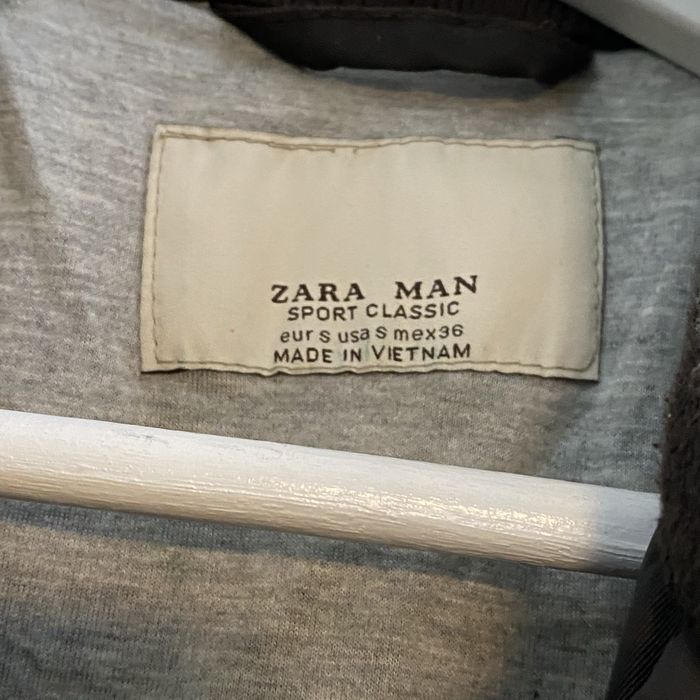 ZARA MAN
SPORT CLASSIC
eur s usa s mex36
MADE IN VIETNAM